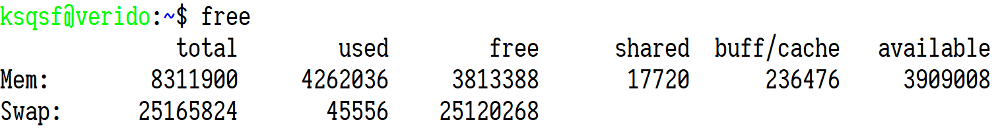 ksqsf@verido:~$ free
              total        used        free      shared  buff/cache   available
Mem:        8311900     4262036     3813388       17720      236476     3909008
Swap:      25165824       45556    25120268